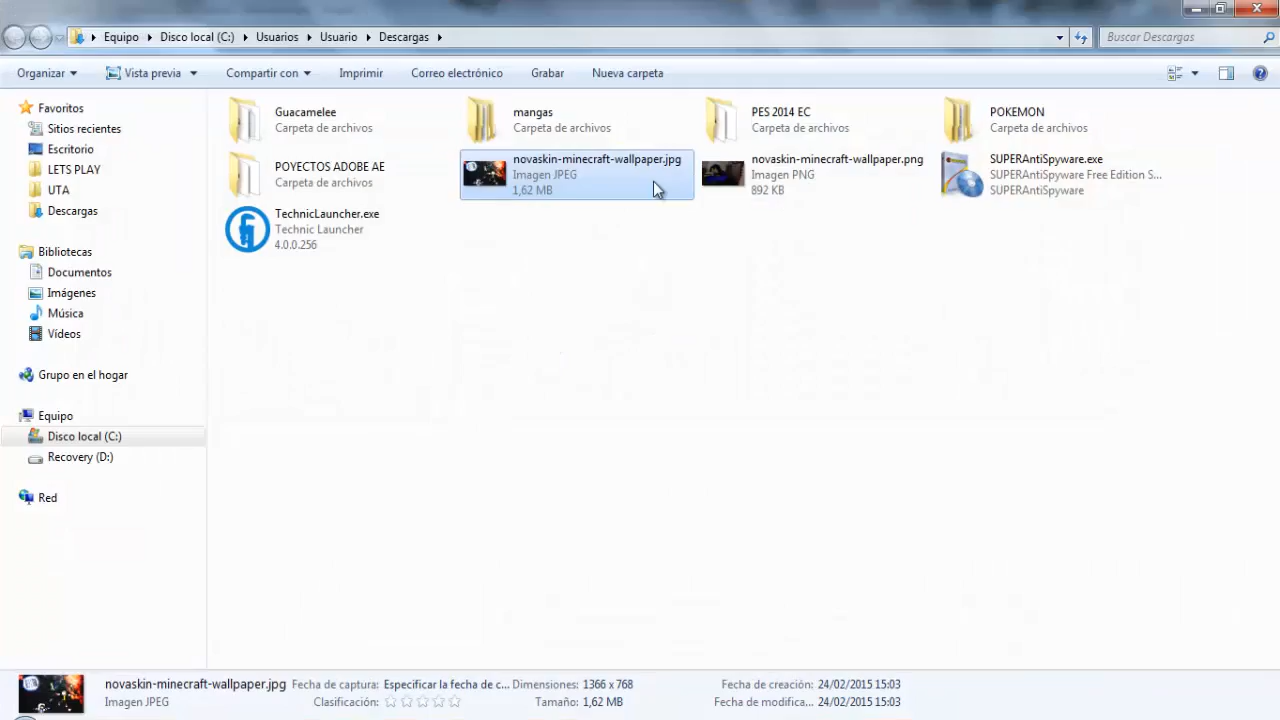 Equipo Disco local (C:) Usuarios Usuario Descargas
Buscar Descargas
Organizar Vista previa Compartir con Imprimir Correo electrónico Grabar Nueva carpeta
Favoritos
Sitios recientes
Escritorio
LETS PLAY
UTA
Descargas
Bibliotecas
Documentos
Imágenes
Música
Vídeos
Grupo en el hogar
Equipo
Disco local (C:)
Recovery (D:)
Red
Guacamelee
Carpeta de archivos
mangas
Carpeta de archivos
PES 2014 EC
Carpeta de archivos
POKEMON
Carpeta de archivos
POYECTOS ADOBE AE
Carpeta de archivos
novaskin-minecraft-wallpaper.jpg
Imagen JPEG
1,62 MB
novaskin-minecraft-wallpaper.png
Imagen PNG
892 KB
SUPERAntiSpyware.exe
SUPERAntiSpyware Free Edition S...
SUPERAntiSpyware
TechnicLauncher.exe
Technic Launcher
4.0.0.256
novaskin-minecraft-wallpaper.jpg Fecha de captura: Especificar la fecha de c... Dimensiones: 1366 x 768 Fecha de creación: 24/02/2015 15:03
Imagen JPEG Clasificación: Tamaño: 1,62 MB Fecha de modifica... 24/02/2015 15:03